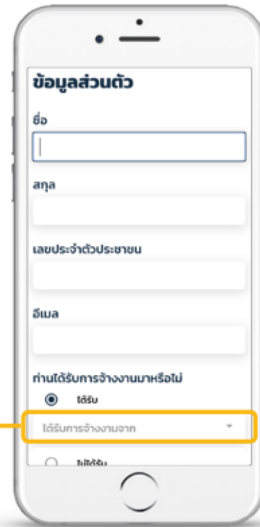 ข้อมูลส่วนตัว
ชื่อ
สกุล
เลขประจำตัวประชาชน
อีเมล
ท่านได้รับการจ้างงานมาหรือไม่
ได้รับ
ได้รับการจ้างงานจาก
ไม่ได้รับ